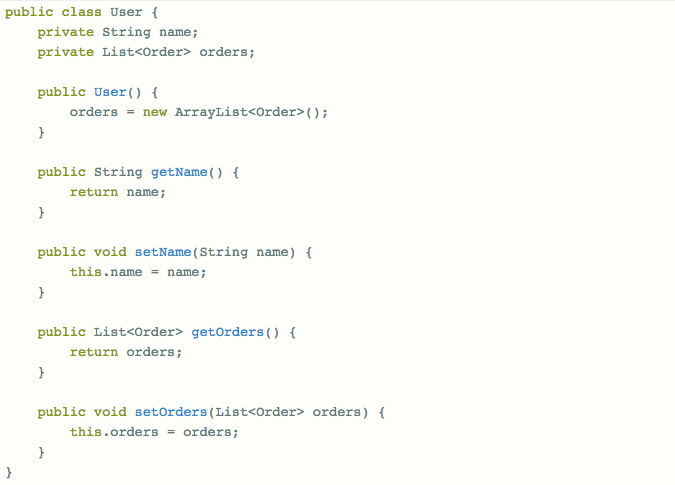 public class User {
    private String name;
    private List<Order> orders;

    public User() {
        orders = new ArrayList<Order>();
    }

    public String getName() {
        return name;
    }

    public void setName(String name) {
        this.name = name;
    }

    public List<Order> getOrders() {
        return orders;
    }

    public void setOrders(List<Order> orders) {
        this.orders = orders;
    }
}